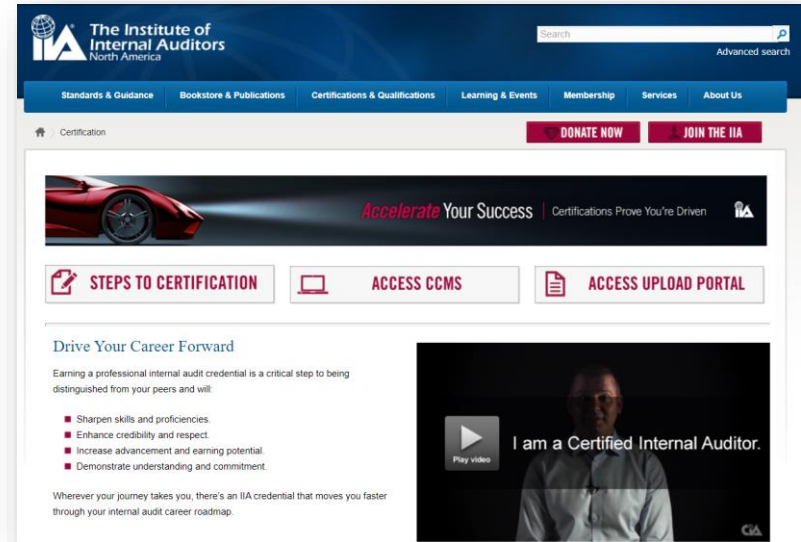 The Institute of
Internal Auditors
North America
Search
Advanced search
Standards & Guidance Bookstore & Publications Certifications & Qualifications Learning & Events Membership Services About Us
Certification
DONATE NOW JOIN THE IIA
Accelerate Your Success | Certifications Prove You're Driven IIA
STEPS TO CERTIFICATION ACCESS CCMS ACCESS UPLOAD PORTAL
Drive Your Career Forward
Earning a professional internal audit credential is a critical step to being
distinguished from your peers and will:
Sharpen skills and proficiencies.
Enhance credibility and respect.
Increase advancement and earning potential.
Demonstrate understanding and commitment.
Wherever your journey takes you, there's an IIA credential that moves you faster
through your internal audit career roadmap.
Play video
I am a Certified Internal Auditor.
CIA